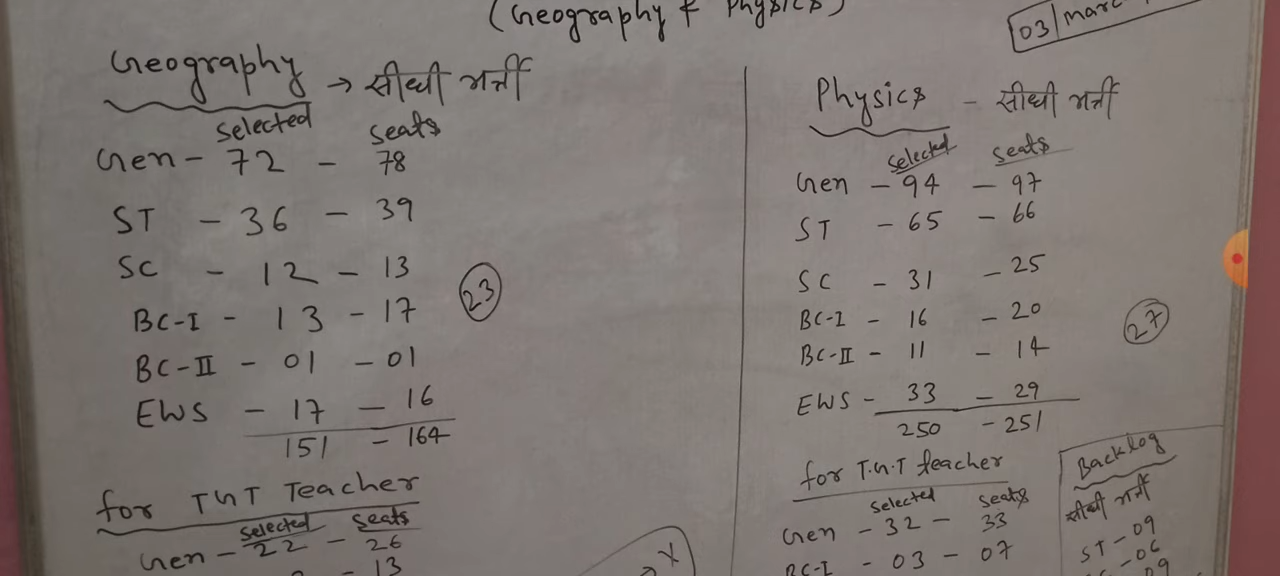 (Geography & Physics)
03/Marc
Geography → सीधी भर्ती
selected seats
Gen - 72 - 78
ST - 36 - 39
SC - 12 - 13
23
BC-I - 13 - 17
BC-II - 01 - 01
EWS - 17 - 16
151 - 164
for TGT Teacher
selected seats
Gen - 22 - 26
- 13
Physics - सीधी भर्ती
selected seats
Gen - 94 - 97
ST - 65 - 66
SC - 31 - 25
BC-I - 16 - 20
27
BC-II - 11 - 14
EWS - 33 - 29
250 - 251
for T.G.T teacher
selected seats
Gen - 32 - 33
BC-I - 03 - 07
Backlog
सीधी भर्ती
ST - 09
- 06
09